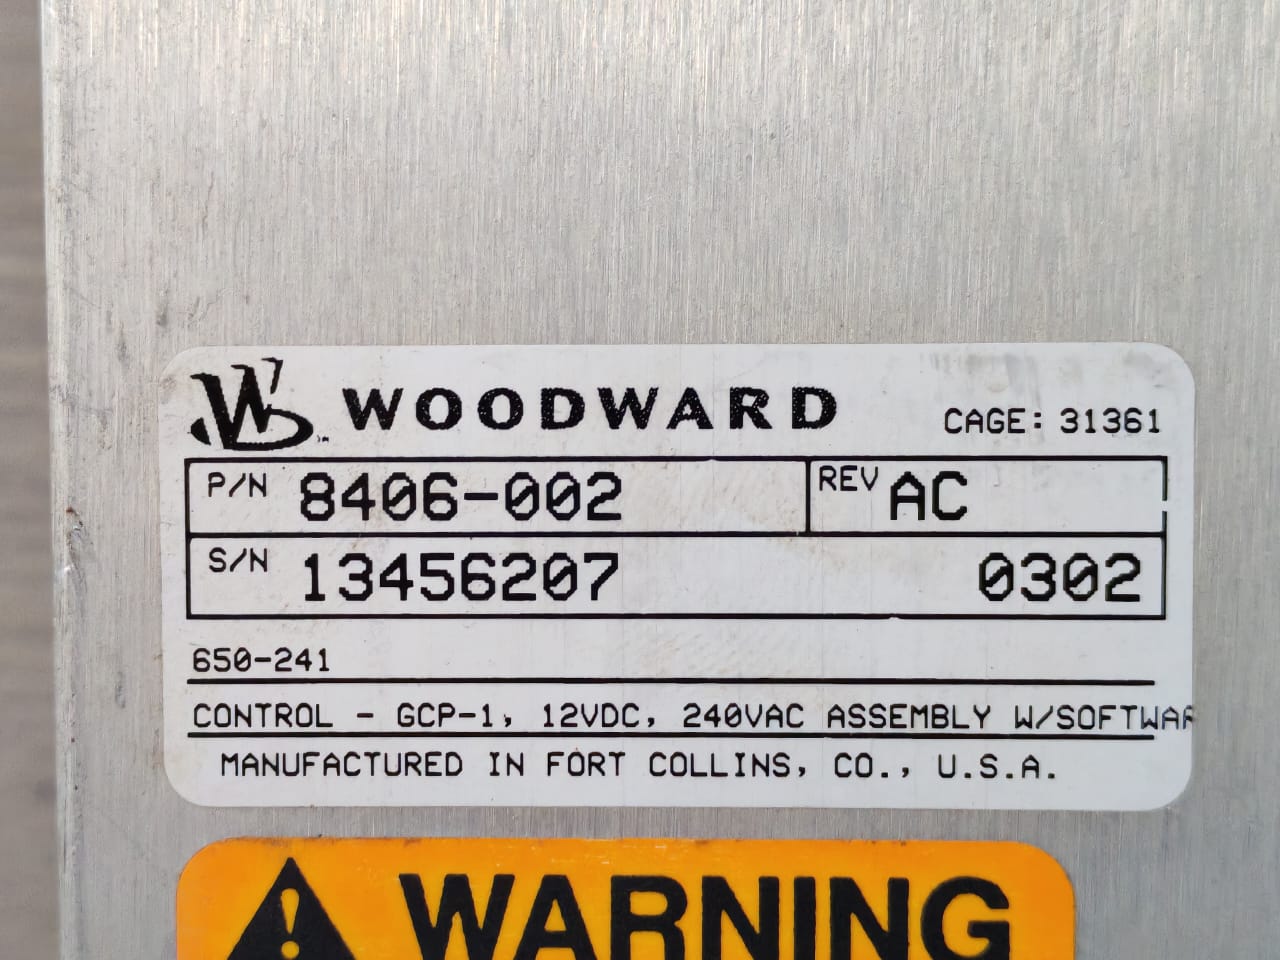 WOODWARD CAGE: 31361
P/N 8406-002 REV AC
S/N 13456207 0302
650-241
CONTROL - GCP-1, 12VDC, 240VAC ASSEMBLY W/SOFTWAR
MANUFACTURED IN FORT COLLINS, CO., U.S.A.
WARNING